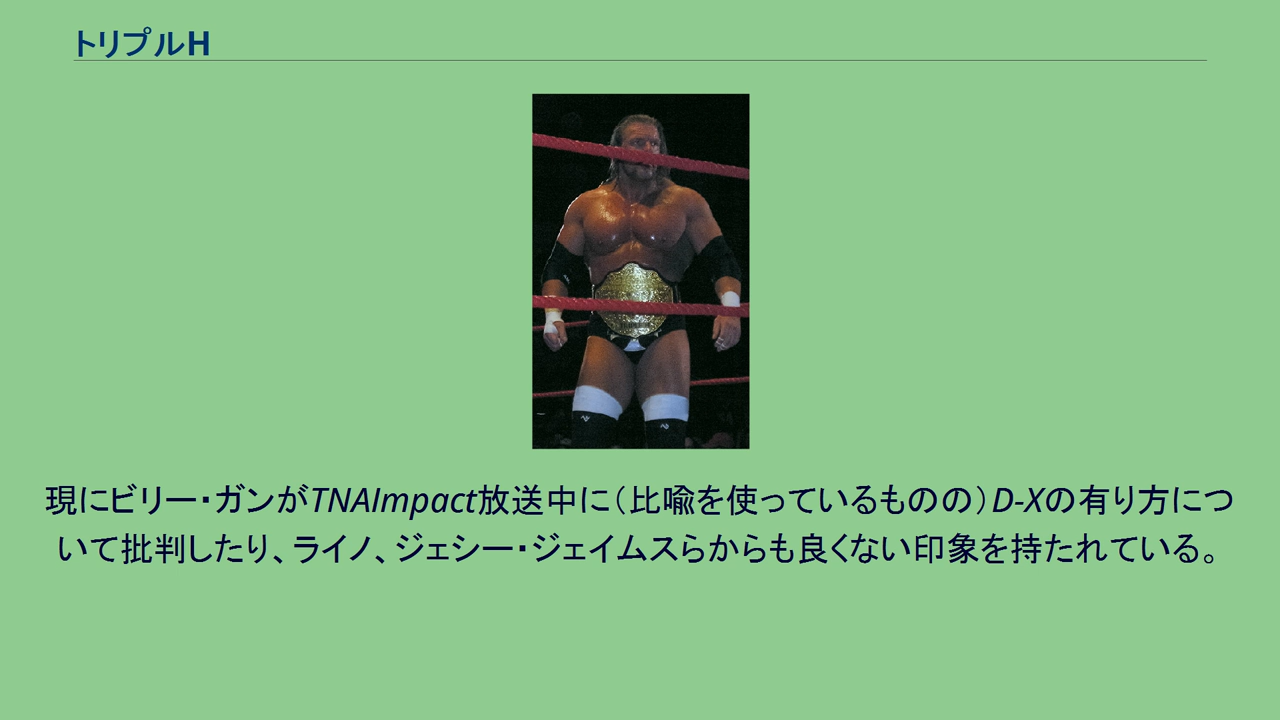 トリプルH
現にビリー・ガンがTNAImpact放送中に（比喩を使っているものの）D-Xの有り方につ
いて批判したり、ライノ、ジェシー・ジェイムスらからも良くない印象を持たれている。